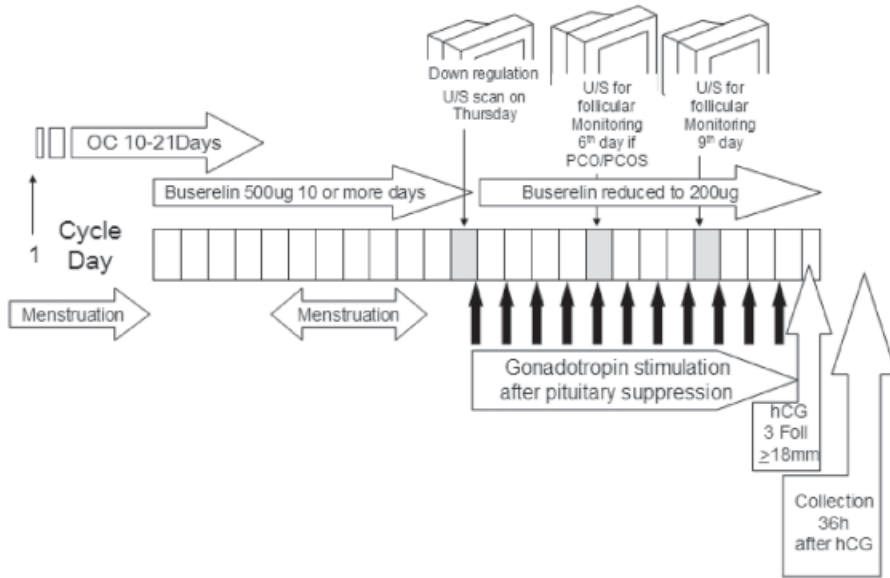 Down regulation
U/S scan on
Thursday
U/S for
follicular
Monitoring
6th day if
PCO/PCOS
U/S for
follicular
Monitoring
9th day
OC 10-21Days
Buserelin 500ug 10 or more days
Buserelin reduced to 200ug
1
Cycle
Day
Menstruation
Menstruation
Gonadotropin stimulation
after pituitary suppression
hCG
3 Foll
≥18mm
Collection
36h
after hCG